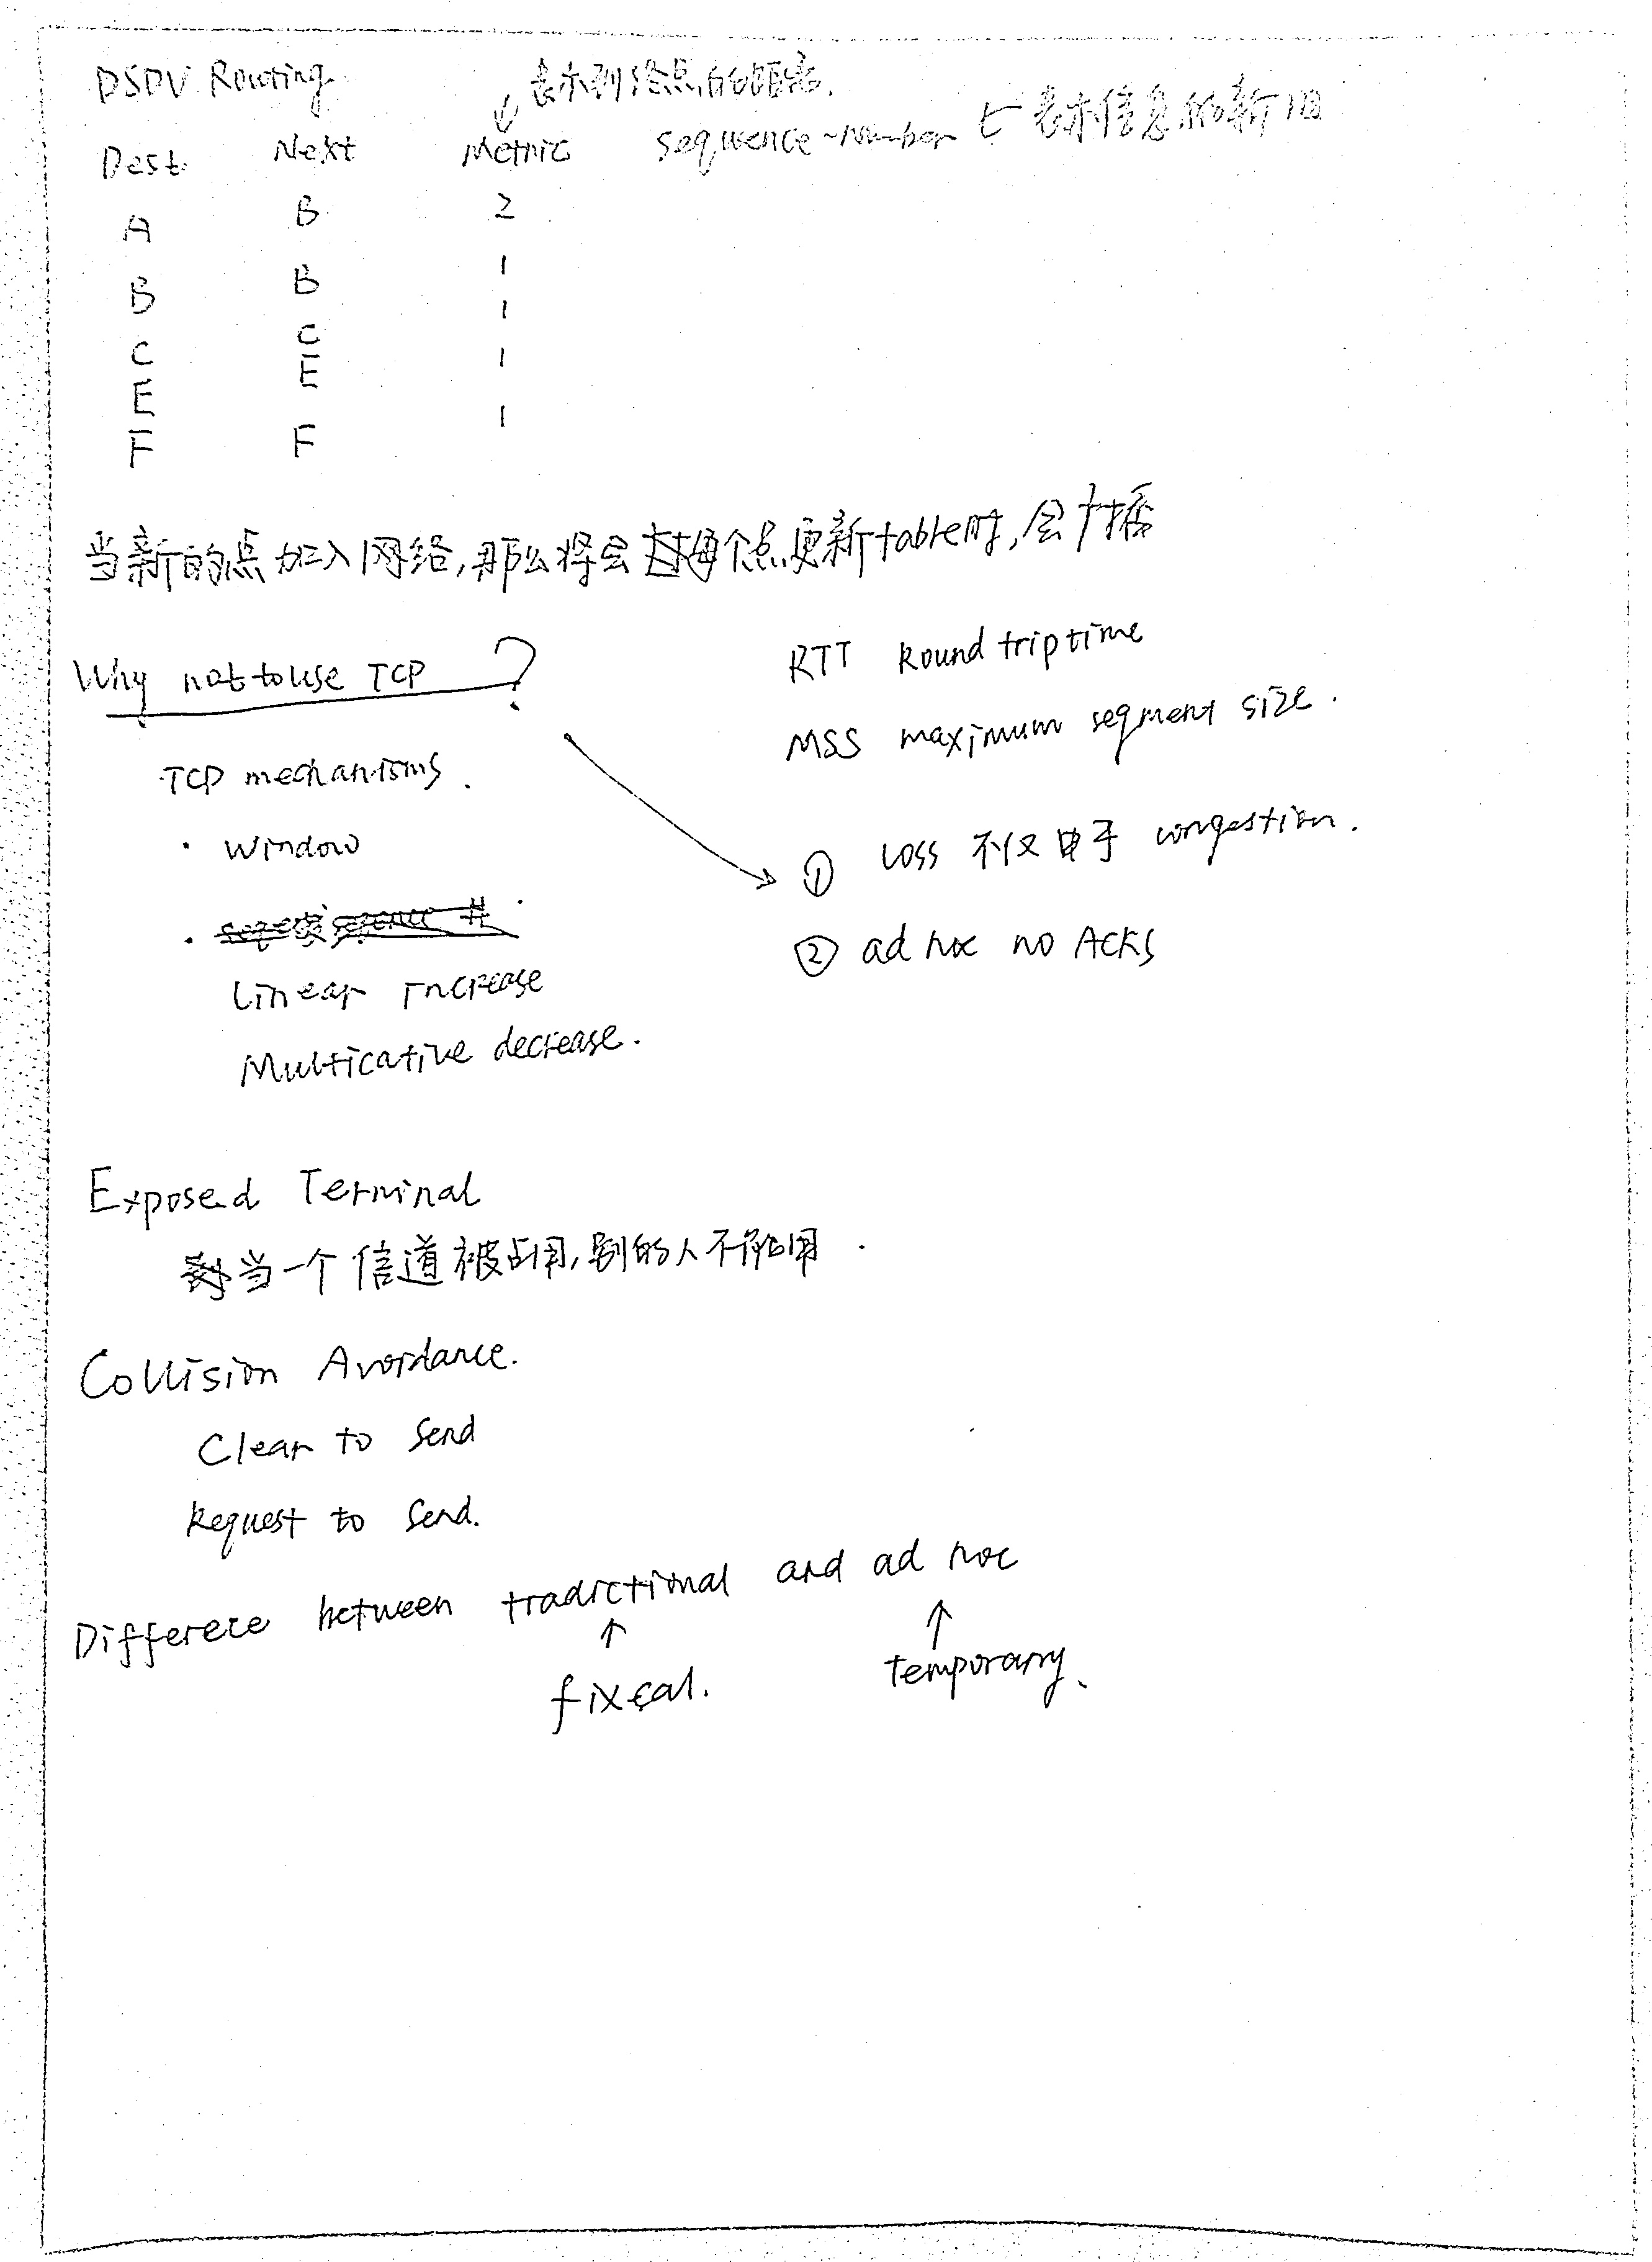 DSDV Routing
↙ 表示到终点的距离.
Dest. Next Metric sequence-Number ← 表示信息的新旧
A B 2
B B 1
C C 1
E E 1
F F 1
当新的点加入网络,那么将会每个点更新table时,会广播
Why not to use TCP ?
RTT Round trip time
MSS maximum segment size.
TCP mechanisms.
· Window
① Loss 不仅由于 congestion.
② ad hoc no ACKs
Linear Increase
Multicative decrease.
Exposed Terminal
当一个信道被占用,别的人不能用.
Collision Avoidance.
Clear to Send
Request to Send.
Differece between tradictional and ad hoc
↑ ↑
fixed. temporary.